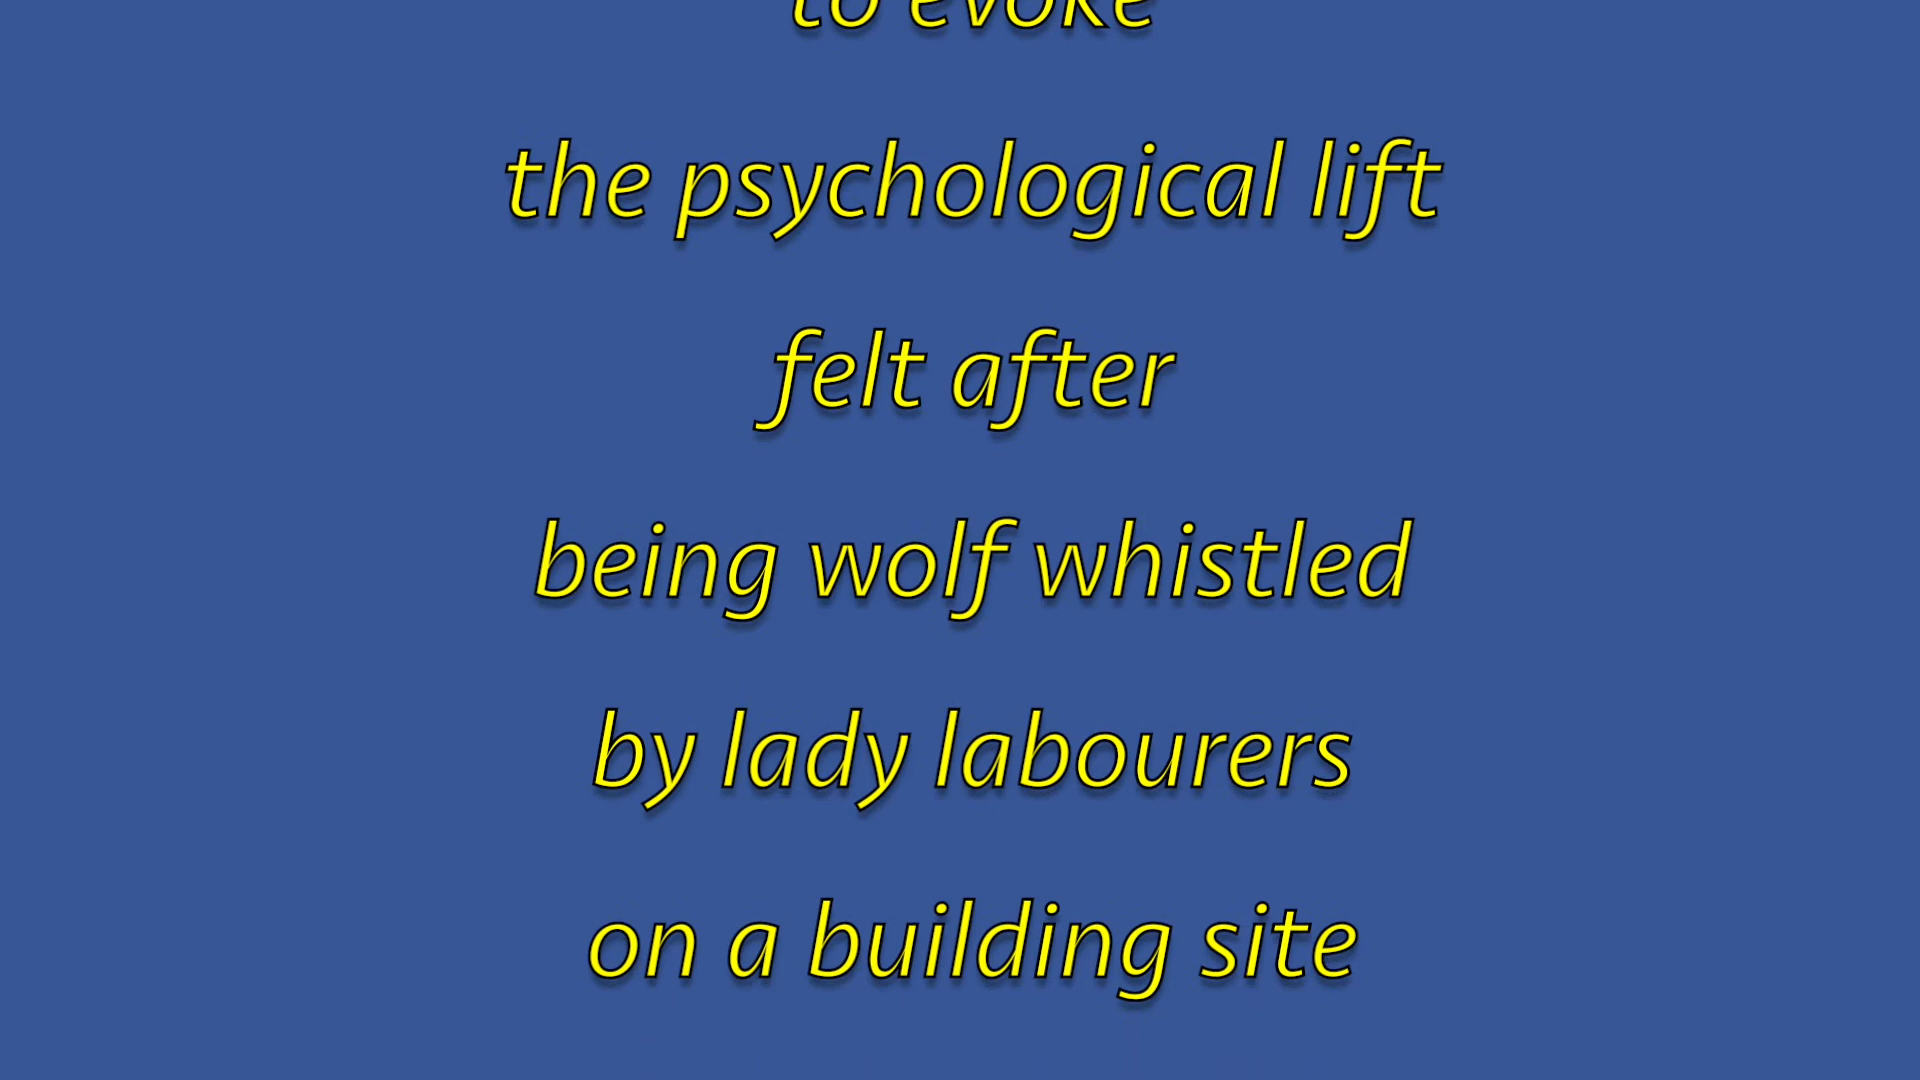 to evoke
the psychological lift
felt after
being wolf whistled
by lady labourers
on a building site